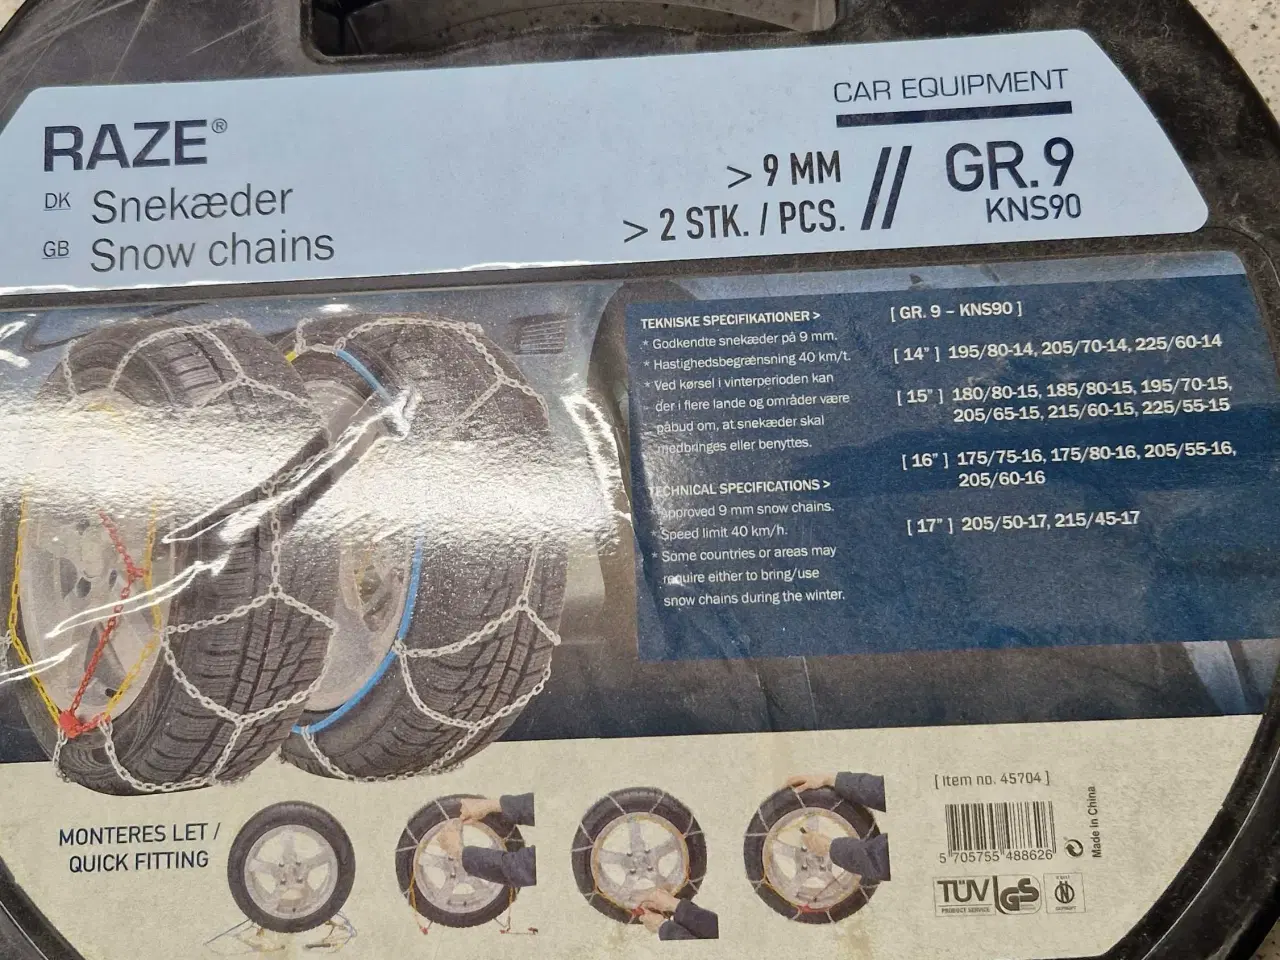 RAZE®
DK Snekæder
GB Snow chains
CAR EQUIPMENT
> 9 MM
> 2 STK. / PCS.
//
GR.9
KNS90
TEKNISKE SPECIFIKATIONER >
* Godkendte snekæder på 9 mm.
* Hastighedsbegrænsning 40 km/t.
* Ved kørsel i vinterperioden kan
der i flere lande og områder være
påbud om, at snekæder skal
medbringes eller benyttes.
TECHNICAL SPECIFICATIONS >
* Approved 9 mm snow chains.
* Speed limit 40 km/h.
* Some countries or areas may
require either to bring/use
snow chains during the winter.
[ GR. 9 – KNS90 ]
[ 14" ] 195/80-14, 205/70-14, 225/60-14
[ 15" ] 180/80-15, 185/80-15, 195/70-15,
205/65-15, 215/60-15, 225/55-15
[ 16" ] 175/75-16, 175/80-16, 205/55-16,
205/60-16
[ 17" ] 205/50-17, 215/45-17
MONTERES LET /
QUICK FITTING
[ Item no. 45704 ]
5 705755 488626
Made in China
TÜV
PRODUCT SERVICE
GS